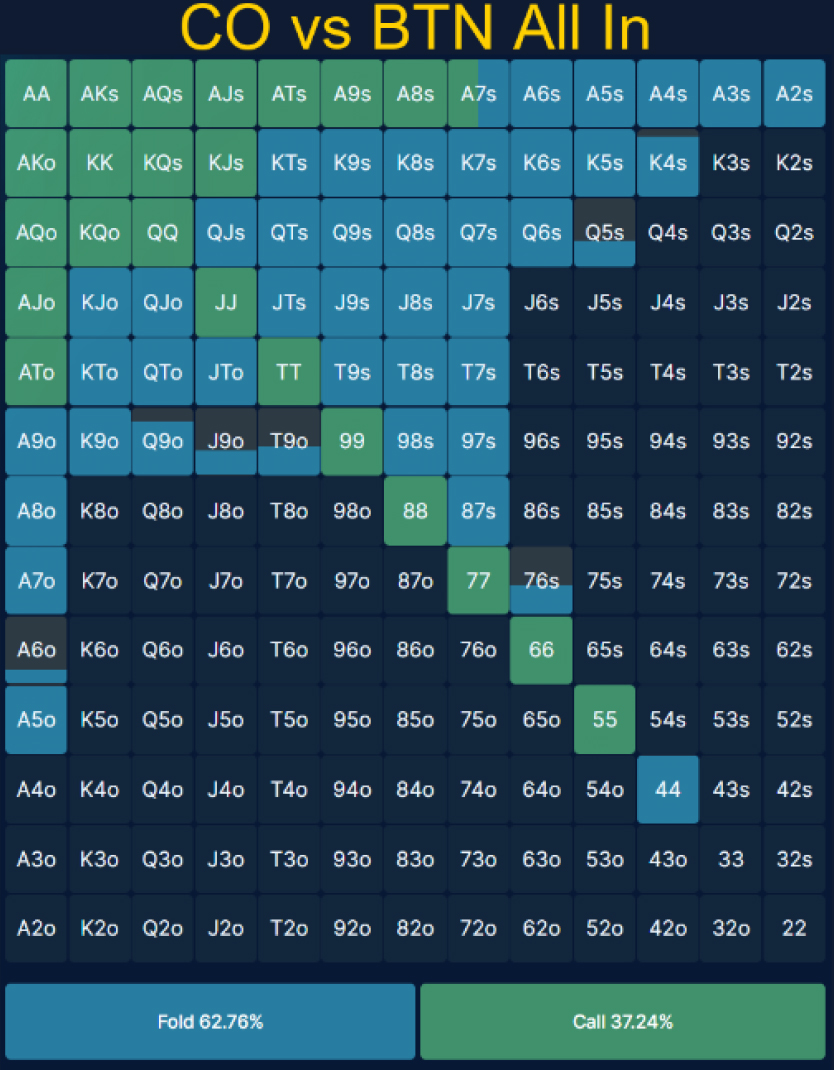 CO vs BTN All In
AA AKs AQs AJs ATs A9s A8s A7s A6s A5s A4s A3s A2s
AKo KK KQs KJs KTs K9s K8s K7s K6s K5s K4s K3s K2s
AQo KQo QQ QJs QTs Q9s Q8s Q7s Q6s Q5s Q4s Q3s Q2s
AJo KJo QJo JJ JTs J9s J8s J7s J6s J5s J4s J3s J2s
ATo KTo QTo JTo TT T9s T8s T7s T6s T5s T4s T3s T2s
A9o K9o Q9o J9o T9o 99 98s 97s 96s 95s 94s 93s 92s
A8o K8o Q8o J8o T8o 98o 88 87s 86s 85s 84s 83s 82s
A7o K7o Q7o J7o T7o 97o 87o 77 76s 75s 74s 73s 72s
A6o K6o Q6o J6o T6o 96o 86o 76o 66 65s 64s 63s 62s
A5o K5o Q5o J5o T5o 95o 85o 75o 65o 55 54s 53s 52s
A4o K4o Q4o J4o T4o 94o 84o 74o 64o 54o 44 43s 42s
A3o K3o Q3o J3o T3o 93o 83o 73o 63o 53o 43o 33 32s
A2o K2o Q2o J2o T2o 92o 82o 72o 62o 52o 42o 32o 22
Fold 62.76% Call 37.24%